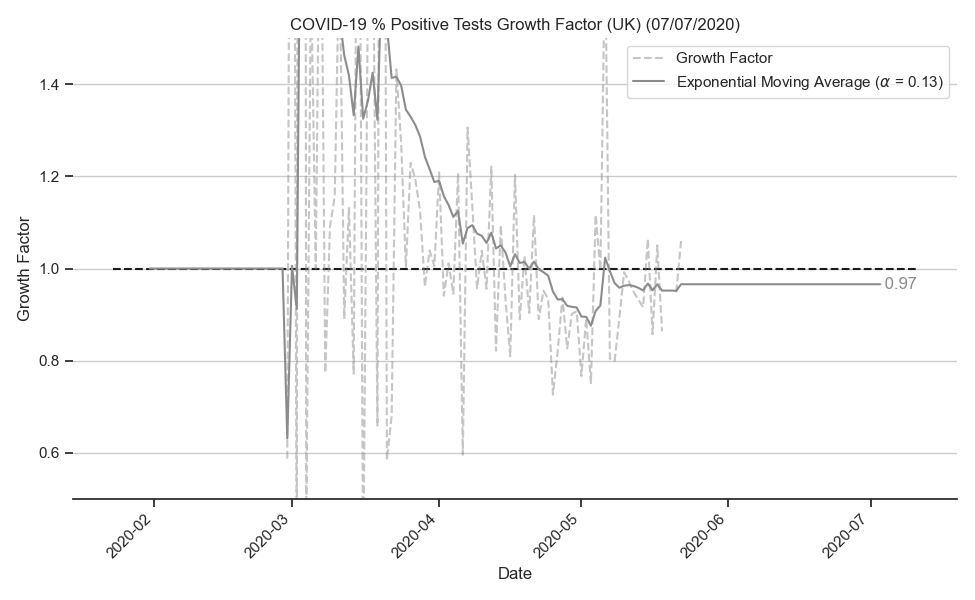 COVID-19 % Positive Tests Growth Factor (UK) (07/07/2020)
Growth Factor
Exponential Moving Average (α = 0.13)
Growth Factor
1.4
1.2
1.0
0.8
0.6
0.97
2020-02
2020-03
2020-04
2020-05
2020-06
2020-07
Date